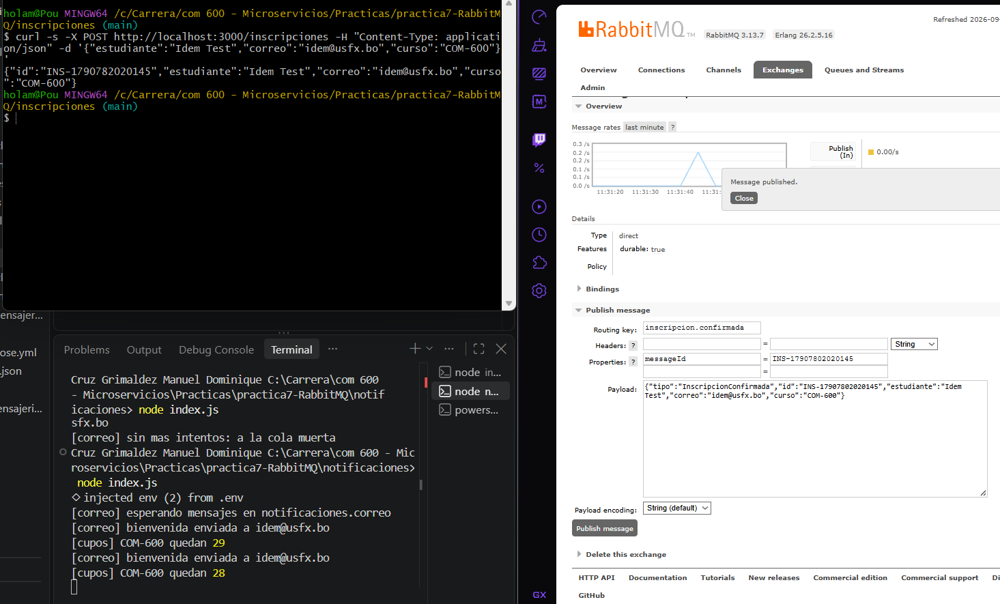 holam@Pou MINGW64 /c/Carrera/com 600 - Microservicios/Practicas/practica7-RabbitM
Q/inscripciones (main)
$ curl -s -X POST http://localhost:3000/inscripciones -H "Content-Type: applicati
on/json" -d '{"estudiante":"Idem Test","correo":"idem@usfx.bo","curso":"COM-600"}
'
{"id":"INS-1790782020145","estudiante":"Idem Test","correo":"idem@usfx.bo","curso
":"COM-600"}
holam@Pou MINGW64 /c/Carrera/com 600 - Microservicios/Practicas/practica7-RabbitM
Q/inscripciones (main)
$
ensajer...
ose.yml
.json
ensajeri...
Problems Output Debug Console Terminal ...
Cruz Grimaldez Manuel Dominique C:\Carrera\com 600
- Microservicios\Practicas\practica7-RabbitMQ\notif
icaciones> node index.js
sfx.bo
[correo] sin mas intentos: a la cola muerta
Cruz Grimaldez Manuel Dominique C:\Carrera\com 600 - Mic
roservicios\Practicas\practica7-RabbitMQ\notificaciones>
node index.js
◇ injected env (2) from .env
[correo] esperando mensajes en notificaciones.correo
[correo] bienvenida enviada a idem@usfx.bo
[cupos] COM-600 quedan 29
[correo] bienvenida enviada a idem@usfx.bo
[cupos] COM-600 quedan 28
node in...
node n...
powers...
GX
Refreshed 2026-09-
RabbitMQ TM RabbitMQ 3.13.7 Erlang 26.2.5.16
Overview Connections Channels Exchanges Queues and Streams
Admin
Overview
Message rates last minute ?
0.3 /s
0.2 /s
0.2 /s
0.1 /s
0.1 /s
0.0 /s
11:31:20 11:31:30 11:31:40 11:31:
Publish
(In)
0.00/s
Message published.
Close
Details
Type direct
Features durable: true
Policy
Bindings
Publish message
Routing key: inscripcion.confirmada
Headers: ? = String
Properties: ? messageId = INS-17907802020145
=
Payload: {"tipo":"InscripcionConfirmada","id":"INS-17907802020145","estudiante":"Idem
Test","correo":"idem@usfx.bo","curso":"COM-600"}
Payload encoding: String (default)
Publish message
Delete this exchange
HTTP API Documentation Tutorials New releases Commercial edition Commercial support Di
GitHub